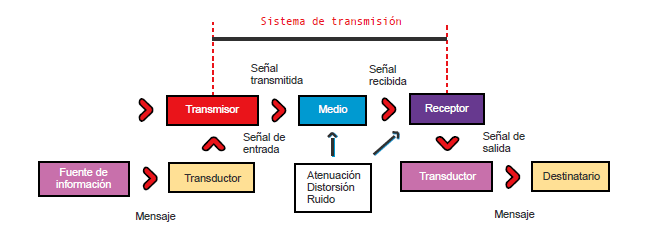 Sistema de transmisión
Señal
transmitida
Señal
recibida
Transmisor
Medio
Receptor
Señal de
entrada
Señal de
salida
Fuente de
información
Transductor
Atenuación
Distorsión
Ruido
Transductor
Destinatario
Mensaje
Mensaje